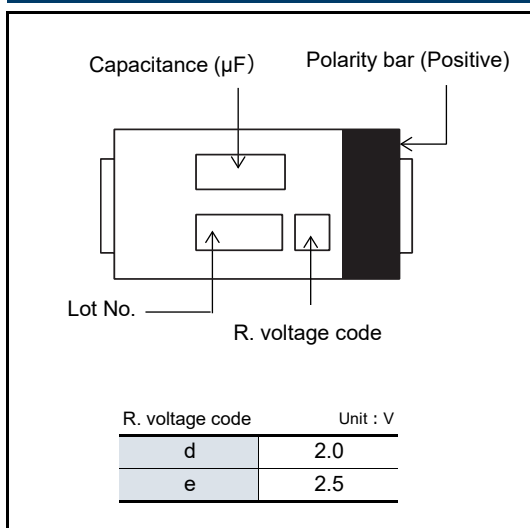 Capacitance (μF)
Polarity bar (Positive)
Lot No.
R. voltage code
R. voltage code Unit : V
d 2.0
e 2.5